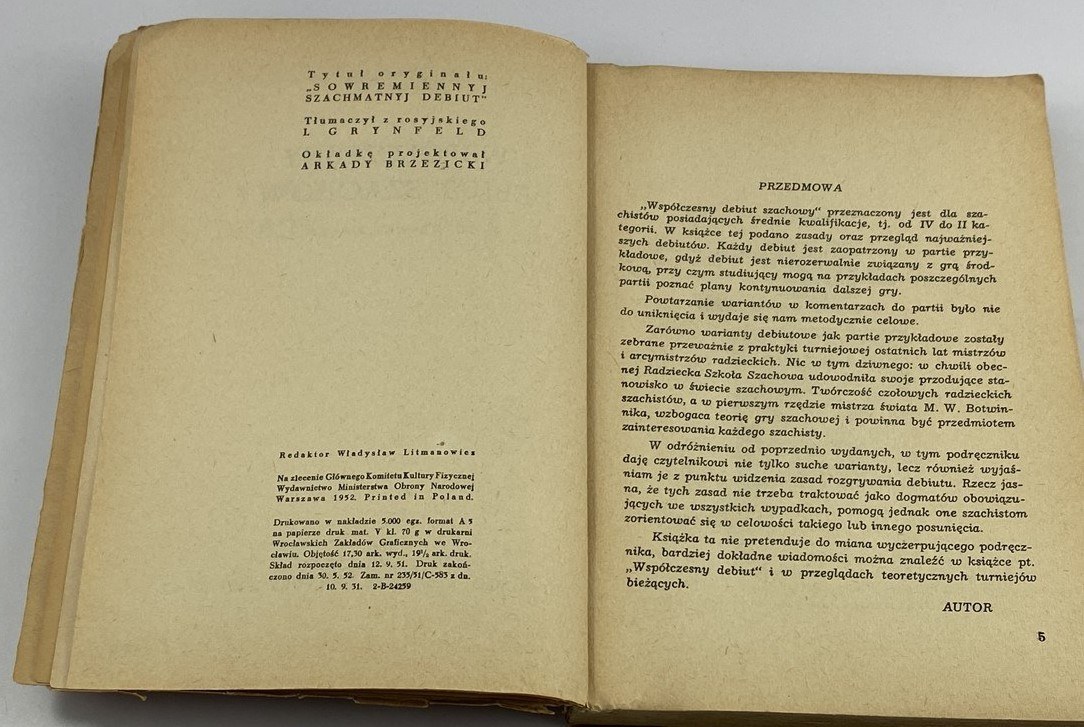 Tytuł oryginału:
„SOWREMIENNYJ
SZACHMATNYJ DEBIUT"
Tłumaczył z rosyjskiego
L GRYNFELD
Okładkę projektował
ARKADY BRZEZICKI
Redaktor Władysław Litmanowicz
Na zlecenie Głównego Komitetu Kultury Fizycznej
Wydawnictwo Ministerstwa Obrony Narodowej
Warszawa 1952. Printed in Poland.
Drukowano w nakładzie 5.000 egz. format A 5
na papierze druk mat. V kl. 70 g w drukarni
Wrocławskich Zakładów Graficznych we Wro-
cławiu. Objętość 17,30 ark. wyd., 19⁵/₈ ark. druk.
Skład rozpoczęto dnia 12. 9. 51. Druk zakoń-
czono dnia 30. 5. 52. Zam. nr 235/51/C-585 z dn.
10. 9. 51. 2-B-24259
PRZEDMOWA
„Współczesny debiut szachowy" przeznaczony jest dla sza-
chistów posiadających średnie kwalifikacje, tj. od IV do II ka-
tegorii. W książce tej podano zasady oraz przegląd najważniej-
szych debiutów. Każdy debiut jest zaopatrzony w partie przy-
kładowe, gdyż debiut jest nierozerwalnie związany z grą środ-
kową, przy czym studiujący mogą na przykładach poszczególnych
partii poznać plany kontynuowania dalszej gry.
Powtarzanie wariantów w komentarzach do partii było nie
do uniknięcia i wydaje się nam metodycznie celowe.
Zarówno warianty debiutowe jak partie przykładowe zostały
zebrane przeważnie z praktyki turniejowej ostatnich lat mistrzów
i arcymistrzów radzieckich. Nic w tym dziwnego: w chwili obec-
nej Radziecka Szkoła Szachowa udowodniła swoje przodujące sta-
nowisko w świecie szachowym. Twórczość czołowych radzieckich
szachistów, a w pierwszym rzędzie mistrza świata M. W. Botwin-
nika, wzbogaca teorię gry szachowej i powinna być przedmiotem
zainteresowania każdego szachisty.
W odróżnieniu od poprzednio wydanych, w tym podręczniku
daję czytelnikowi nie tylko suche warianty, lecz również wyjaś-
niam je z punktu widzenia zasad rozgrywania debiutu. Rzecz jas-
na, że tych zasad nie trzeba traktować jako dogmatów obowiązu-
jących we wszystkich wypadkach, pomogą jednak one szachistom
zorientować się w celowości takiego lub innego posunięcia.
Książka ta nie pretenduje do miana wyczerpującego podręcz-
nika, bardziej dokładne wiadomości można znaleźć w książce pt.
„Współczesny debiut" i w przeglądach teoretycznych turniejów
bieżących.
AUTOR
5